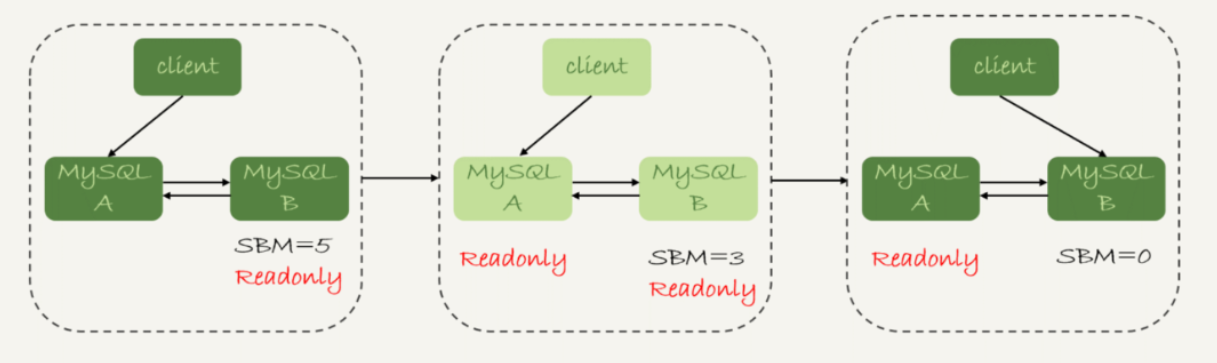 client
MySQL
A
MySQL
B
SBM=5
Readonly
client
MySQL
A
MySQL
B
Readonly
SBM=3
Readonly
client
MySQL
A
MySQL
B
Readonly
SBM=0